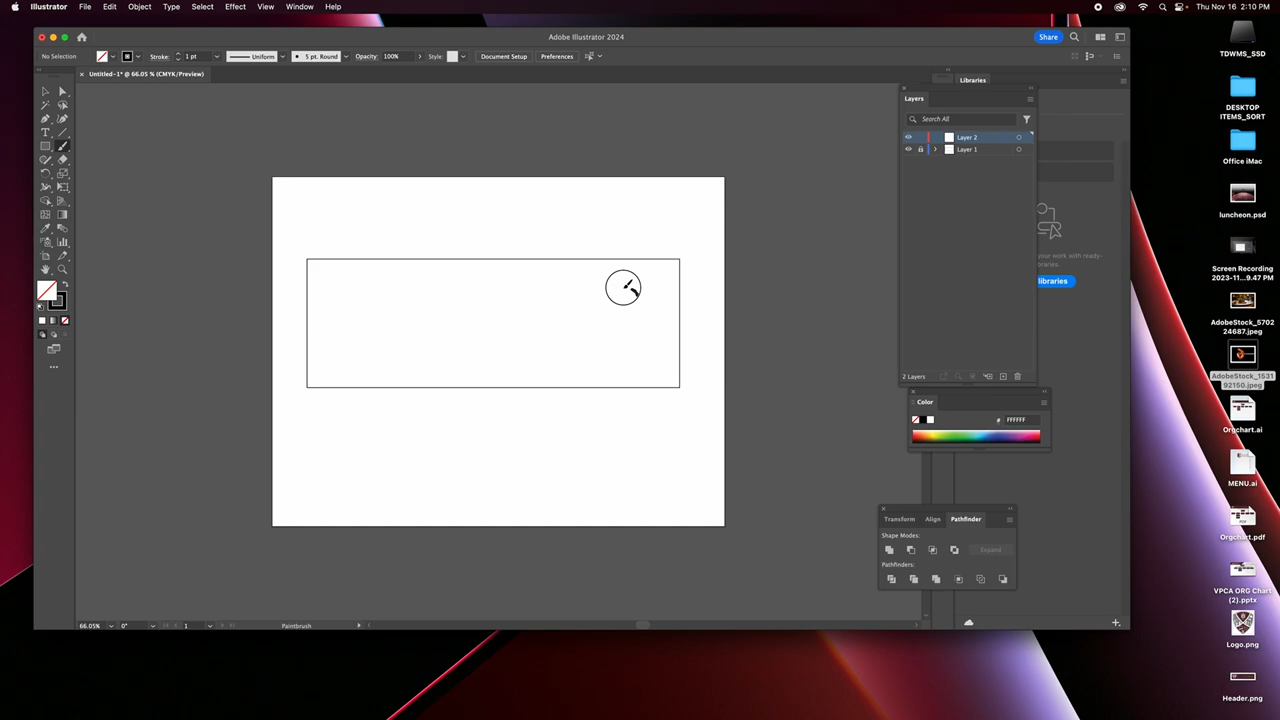 Illustrator File Edit Object Type Select Effect View Window Help
Thu Nov 16 2:10 PM
Adobe Illustrator 2024
Share
No Selection
Stroke: 1 pt
Uniform
5 pt. Round
Opacity: 100%
Style:
Document Setup
Preferences
Untitled-1* @ 66.05 % (CMYK/Preview)
Libraries
Layers
Search All
Layer 2
Layer 1
your work with ready-
libraries.
libraries
2 Layers
Color
# FFFFFF
Transform Align Pathfinder
Shape Modes:
Expand
Pathfinders:
66.05% 0° 1 Paintbrush
TDWMS_SSD
DESKTOP
ITEMS_SORT
Office iMac
luncheon.psd
Screen Recording
2023-11...9.47 PM
AdobeStock_5702
24687.jpeg
AdobeStock_1531
92150.jpeg
Orgchart.ai
MENU.ai
Orgchart.pdf
PDF
VPCA ORG Chart
(2).pptx
Logo.png
Header.png